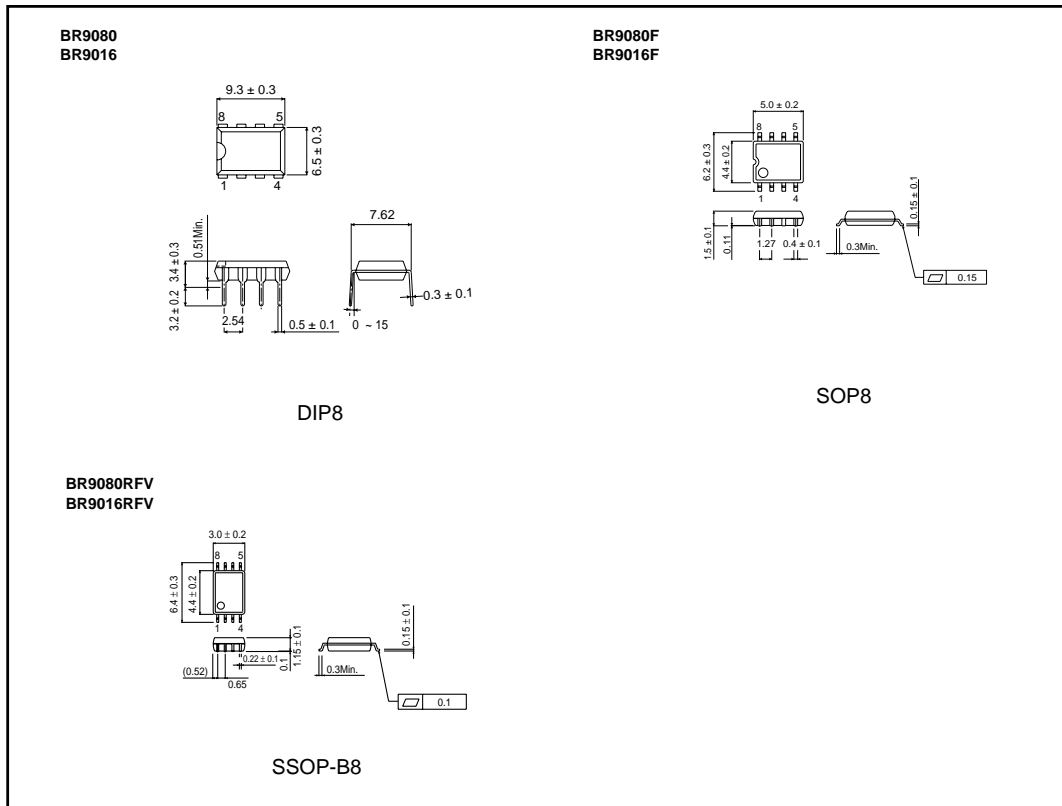 BR9080
BR9016
9.3 ± 0.3
8 5
6.5 ± 0.3
1 4
7.62
0.51Min.
3.4 ± 0.3
3.2 ± 0.2
2.54
0.5 ± 0.1
0 ~ 15
0.3 ± 0.1
DIP8
BR9080F
BR9016F
5.0 ± 0.2
8 5
6.2 ± 0.3
4.4 ± 0.2
1 4
1.5 ± 0.1
0.11
1.27
0.4 ± 0.1
0.3Min.
0.15 ± 0.1
0.15
SOP8
BR9080RFV
BR9016RFV
3.0 ± 0.2
8 5
6.4 ± 0.3
4.4 ± 0.2
1 4
(0.52)
0.65
0.22 ± 0.1
0.1
1.15 ± 0.1
0.3Min.
0.15 ± 0.1
0.1
SSOP-B8